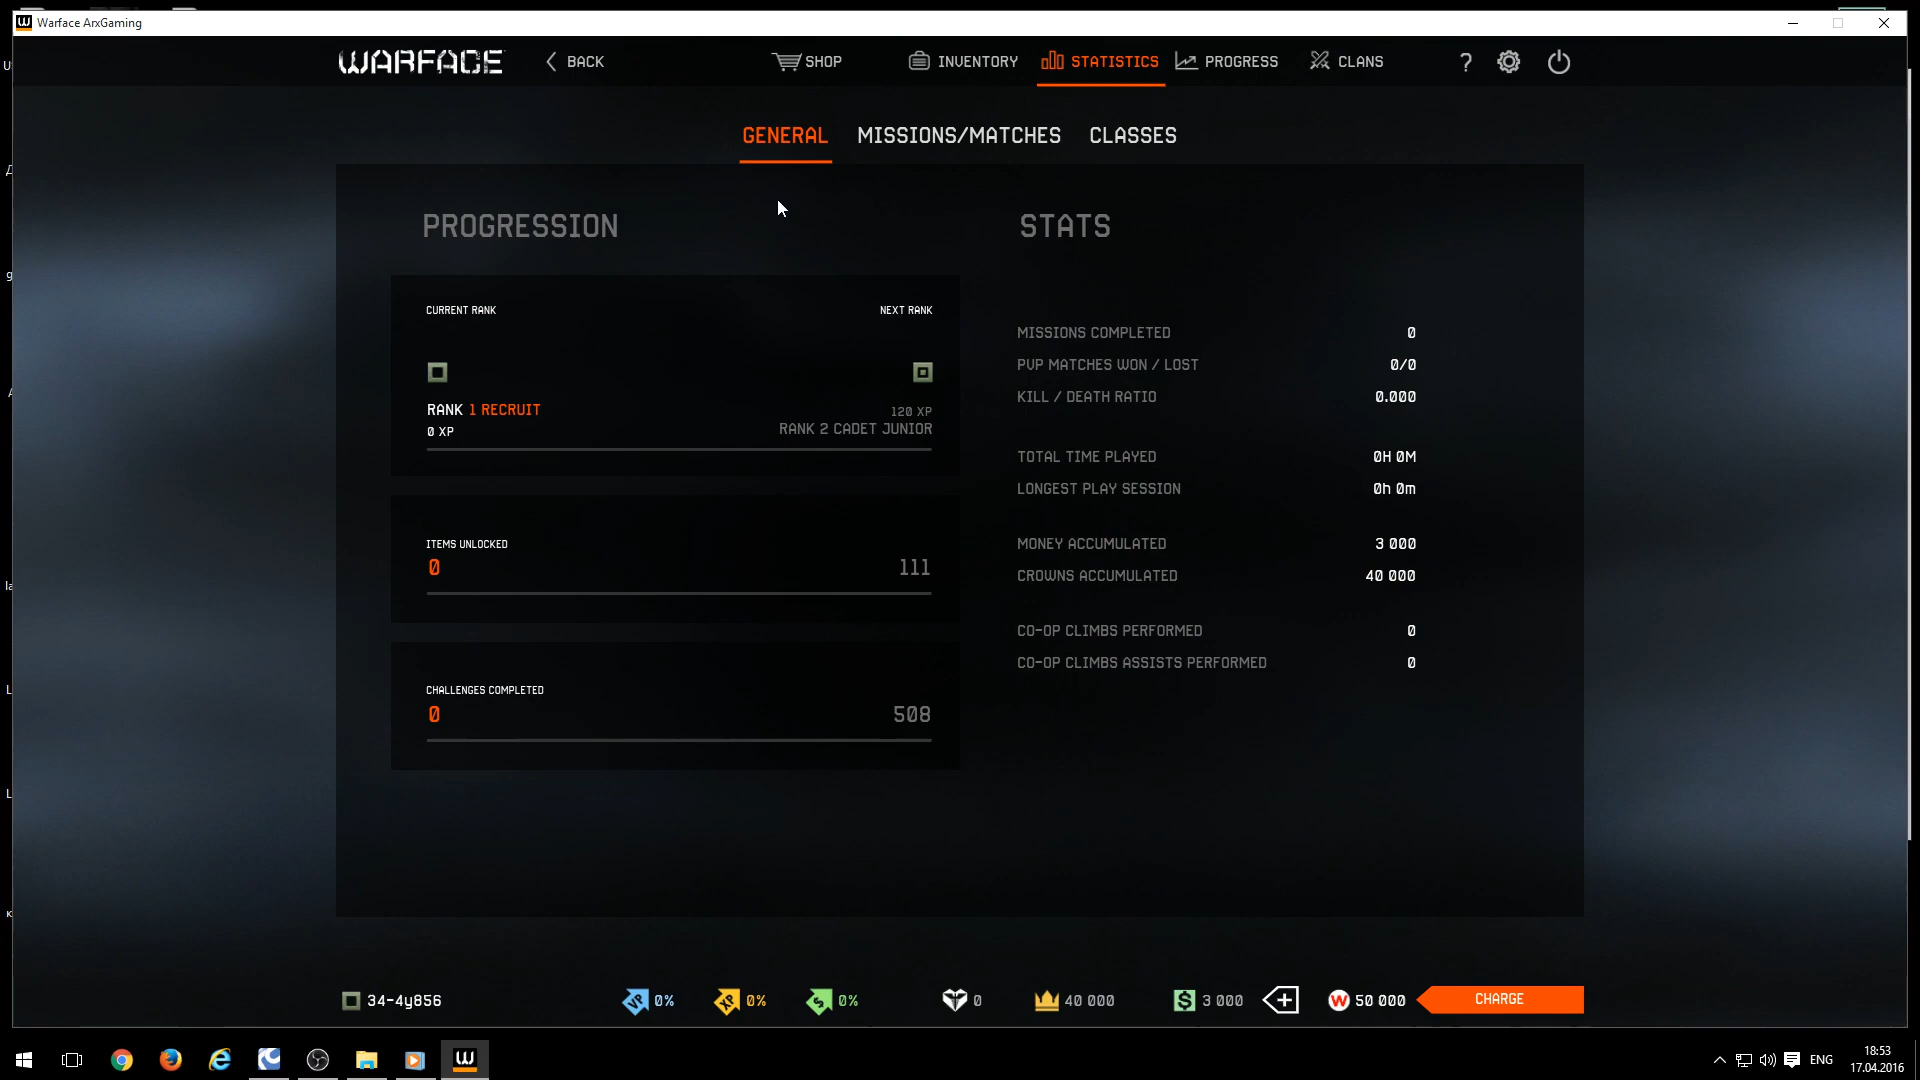 Warface ArxGaming
WARFACE
BACK
SHOP
INVENTORY
STATISTICS
PROGRESS
CLANS
?
GENERAL
MISSIONS/MATCHES
CLASSES
PROGRESSION
CURRENT RANK
NEXT RANK
RANK 1 RECRUIT
120 XP
0 XP
RANK 2 CADET JUNIOR
ITEMS UNLOCKED
0
111
CHALLENGES COMPLETED
0
508
STATS
MISSIONS COMPLETED 0
PVP MATCHES WON / LOST 0/0
KILL / DEATH RATIO 0.000
TOTAL TIME PLAYED 0H 0M
LONGEST PLAY SESSION 0h 0m
MONEY ACCUMULATED 3 000
CROWNS ACCUMULATED 40 000
CO-OP CLIMBS PERFORMED 0
CO-OP CLIMBS ASSISTS PERFORMED 0
34-4y856
VP 0%
XP 0%
$ 0%
0
40 000
$ 3 000
W 50 000
CHARGE
ENG
18:53
17.04.2016